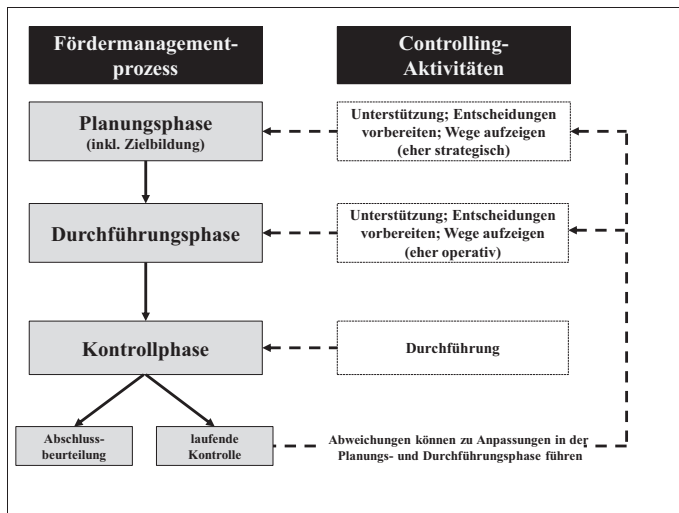 Fördermanagement-
prozess
Controlling-
Aktivitäten
Planungsphase
(inkl. Zielbildung)
Unterstützung; Entscheidungen
vorbereiten; Wege aufzeigen
(eher strategisch)
Durchführungsphase
Unterstützung; Entscheidungen
vorbereiten; Wege aufzeigen
(eher operativ)
Kontrollphase
Durchführung
Abschluss-
beurteilung
laufende
Kontrolle
Abweichungen können zu Anpassungen in der
Planungs- und Durchführungsphase führen